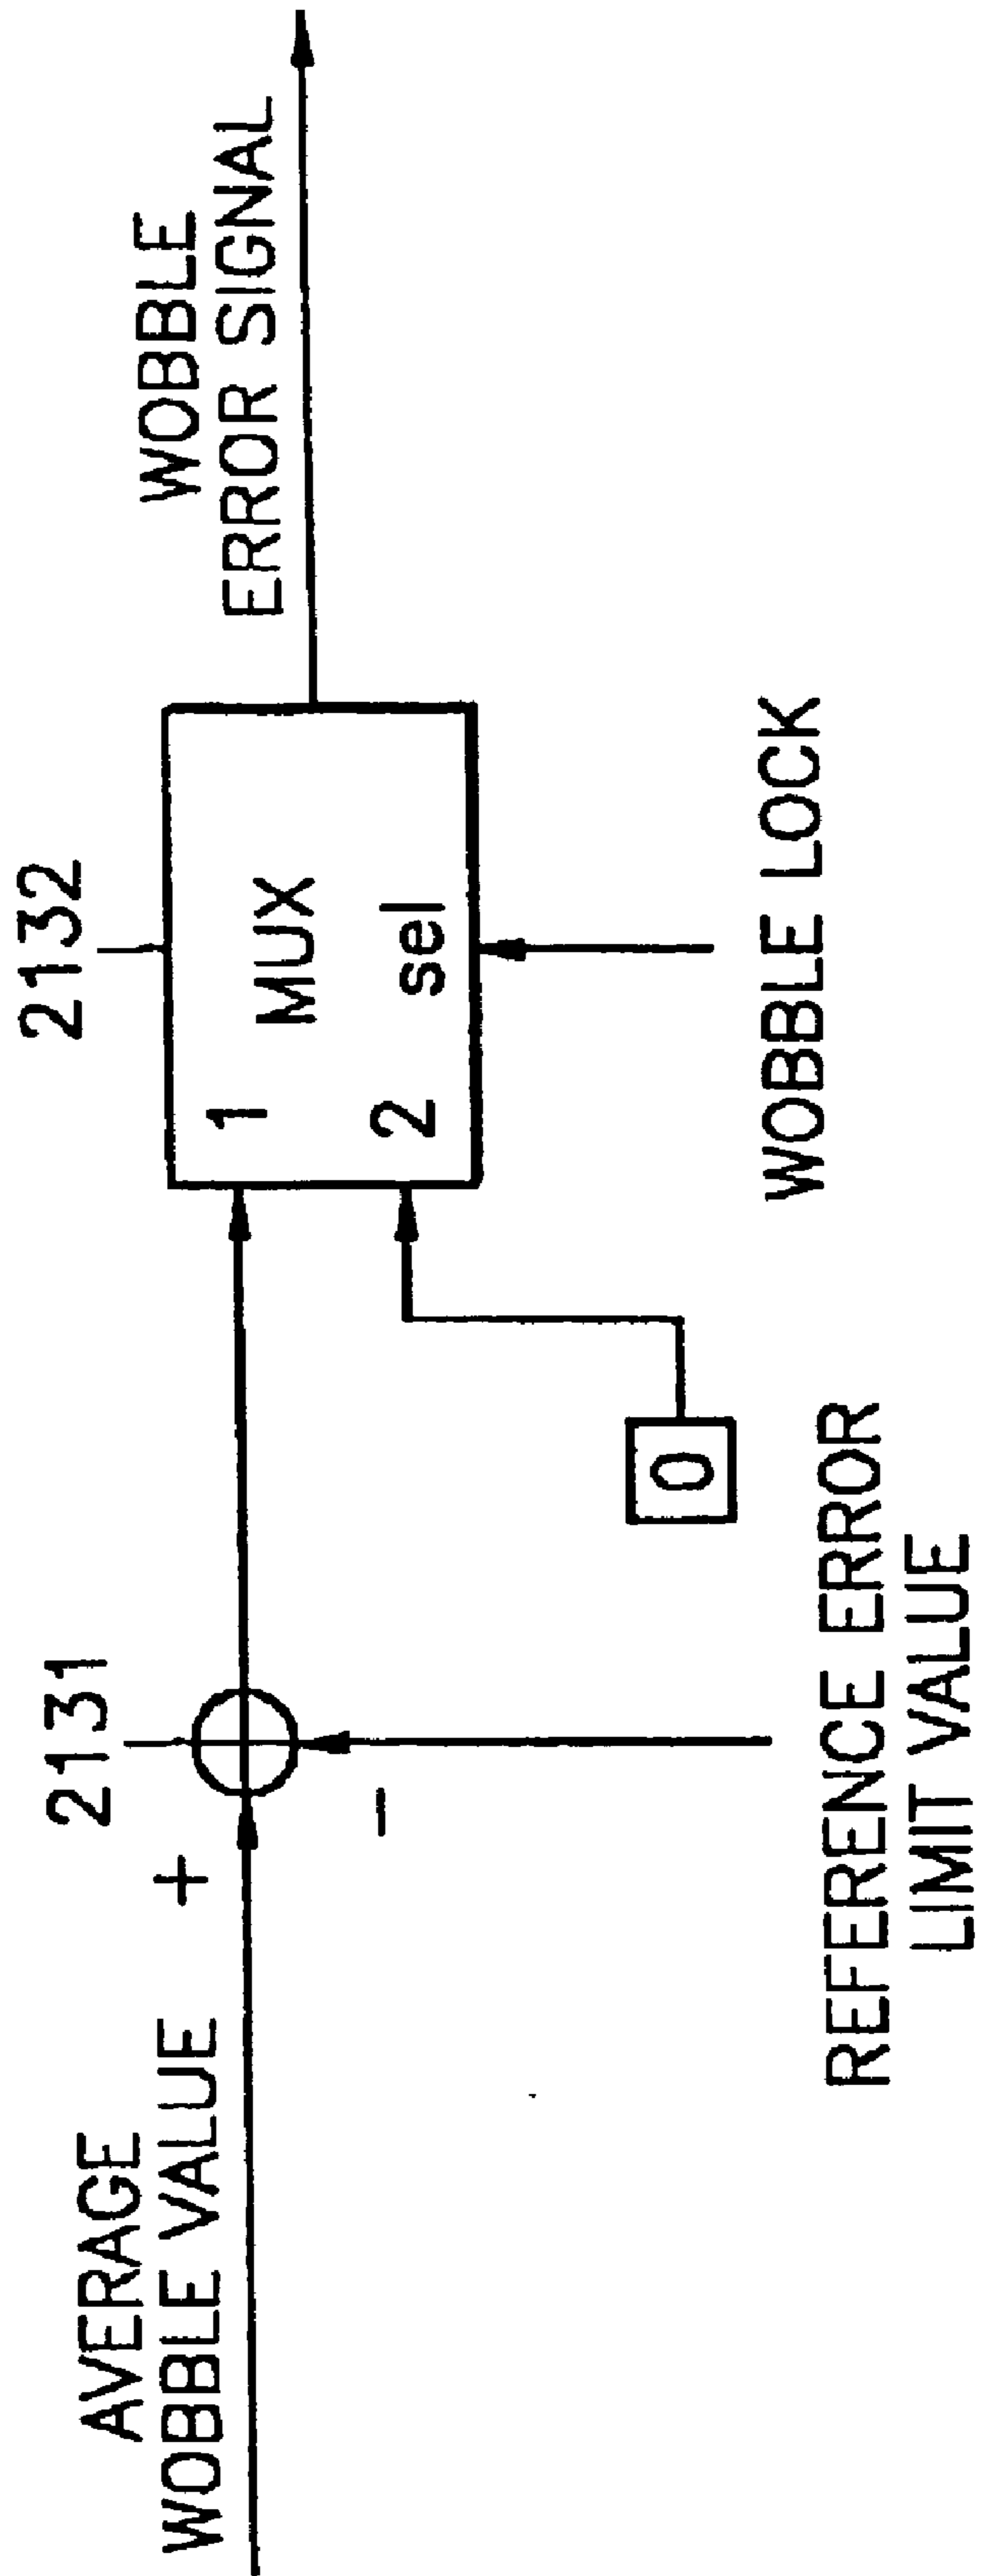 AVERAGE
WOBBLE VALUE
+
2131
-
REFERENCE ERROR
LIMIT VALUE
0
2132
1
MUX
2
sel
WOBBLE LOCK
WOBBLE
ERROR SIGNAL